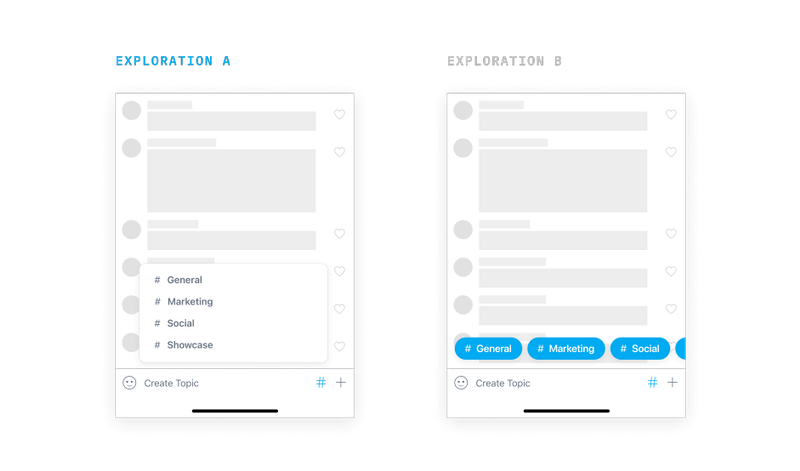 EXPLORATION A
# General
# Marketing
# Social
# Showcase
Create Topic #
EXPLORATION B
# General # Marketing # Social
Create Topic #